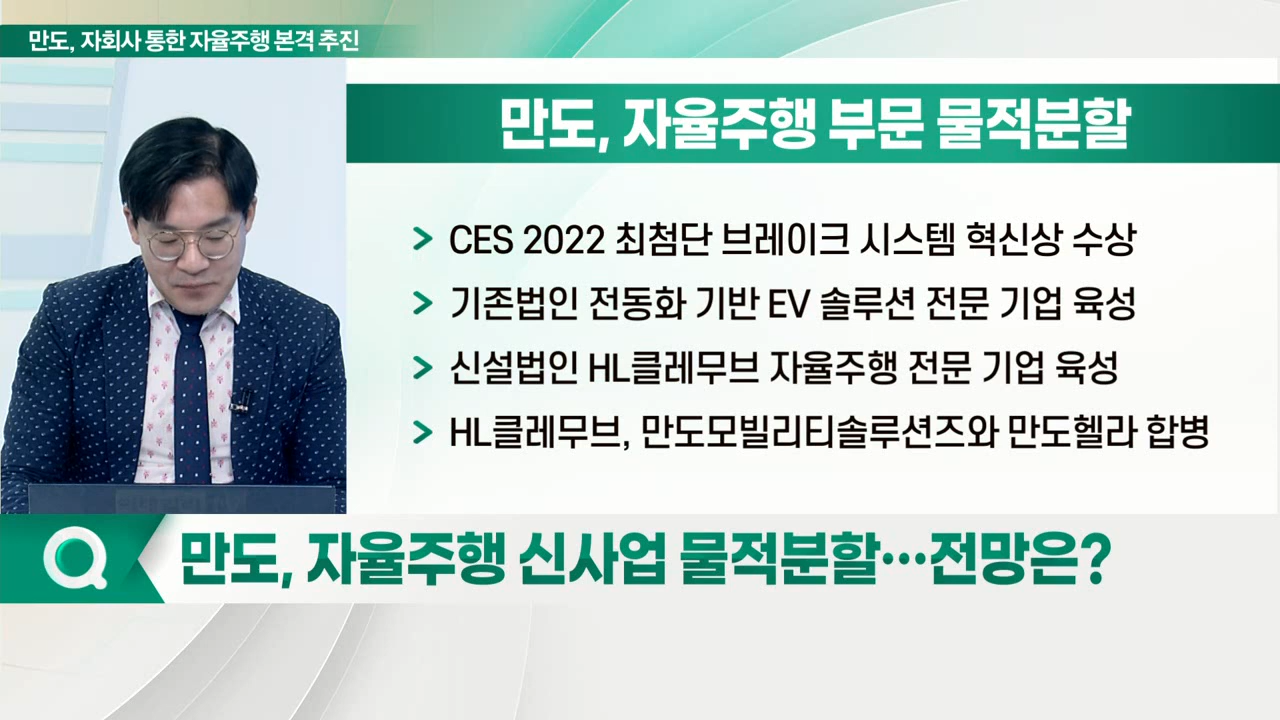 만도, 자회사 통한 자율주행 본격 추진
만도, 자율주행 부문 물적분할
> CES 2022 최첨단 브레이크 시스템 혁신상 수상
> 기존법인 전동화 기반 EV 솔루션 전문 기업 육성
> 신설법인 HL클레무브 자율주행 전문 기업 육성
> HL클레무브, 만도모빌리티솔루션즈와 만도헬라 합병
Q 만도, 자율주행 신사업 물적분할…전망은?